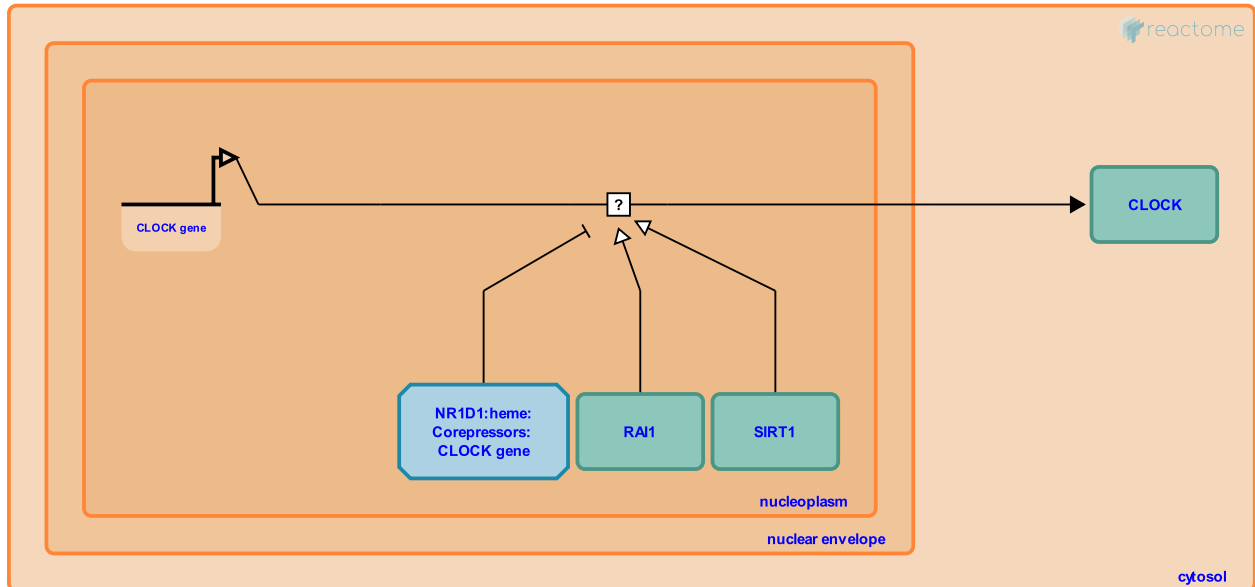 reactome
CLOCK gene
?
CLOCK
NR1D1:heme:
Corepressors:
CLOCK gene
RAI1
SIRT1
nucleoplasm
nuclear envelope
cytosol